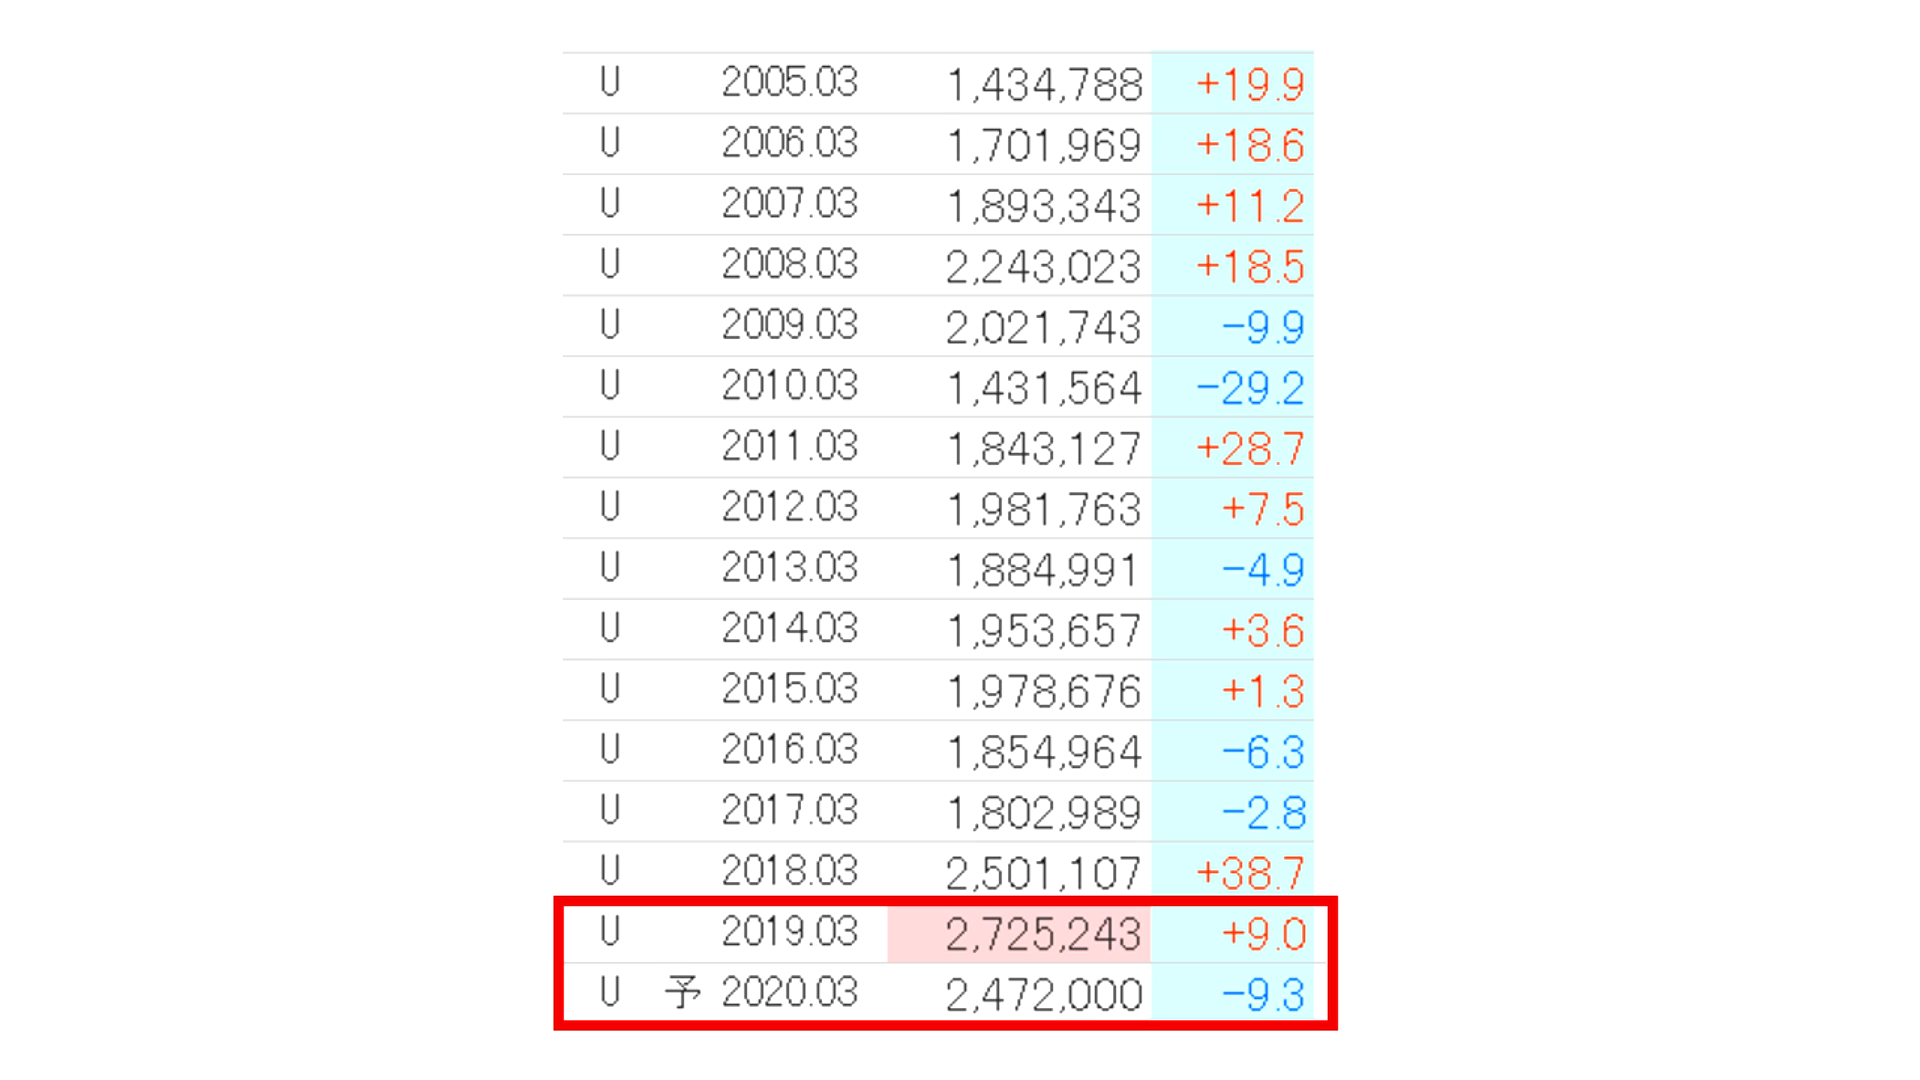 U 2005.03 1,434,788 +19.9
U 2006.03 1,701,969 +18.6
U 2007.03 1,893,343 +11.2
U 2008.03 2,243,023 +18.5
U 2009.03 2,021,743 −9.9
U 2010.03 1,431,564 −29.2
U 2011.03 1,843,127 +28.7
U 2012.03 1,981,763 +7.5
U 2013.03 1,884,991 −4.9
U 2014.03 1,953,657 +3.6
U 2015.03 1,978,676 +1.3
U 2016.03 1,854,964 −6.3
U 2017.03 1,802,989 −2.8
U 2018.03 2,501,107 +38.7
U 2019.03 2,725,243 +9.0
U 予 2020.03 2,472,000 −9.3